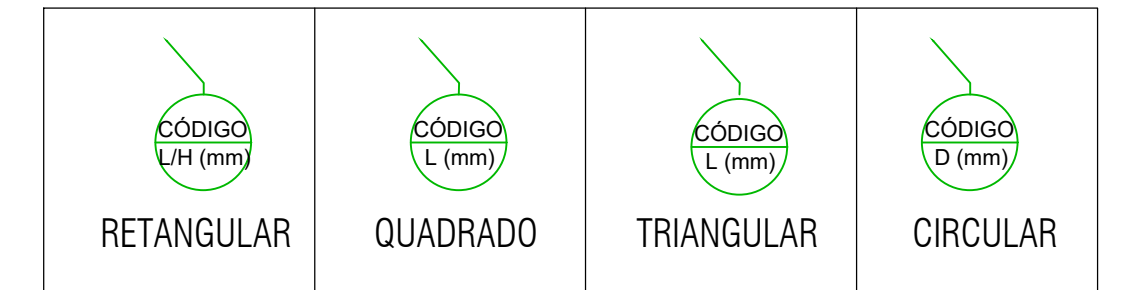 CÓDIGO
L/H (mm)
RETANGULAR
CÓDIGO
L (mm)
QUADRADO
CÓDIGO
L (mm)
TRIANGULAR
CÓDIGO
D (mm)
CIRCULAR